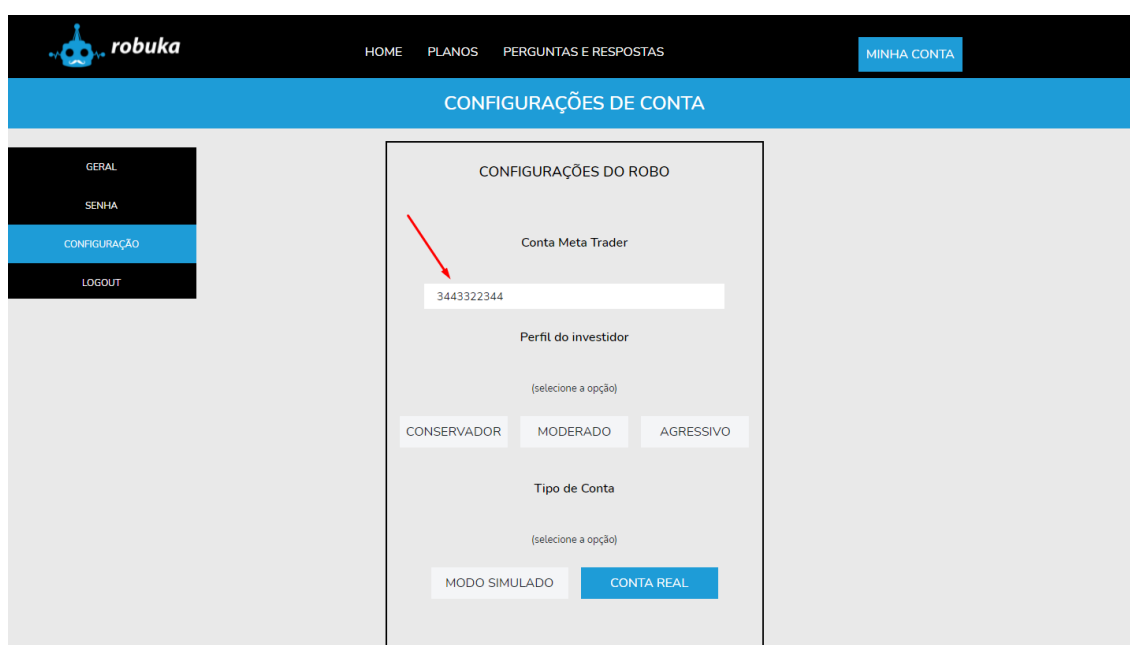 robuka
HOME PLANOS PERGUNTAS E RESPOSTAS MINHA CONTA
CONFIGURAÇÕES DE CONTA
GERAL
SENHA
CONFIGURAÇÃO
LOGOUT
CONFIGURAÇÕES DO ROBO
Conta Meta Trader
3443322344
Perfil do investidor
(selecione a opção)
CONSERVADOR MODERADO AGRESSIVO
Tipo de Conta
(selecione a opção)
MODO SIMULADO CONTA REAL